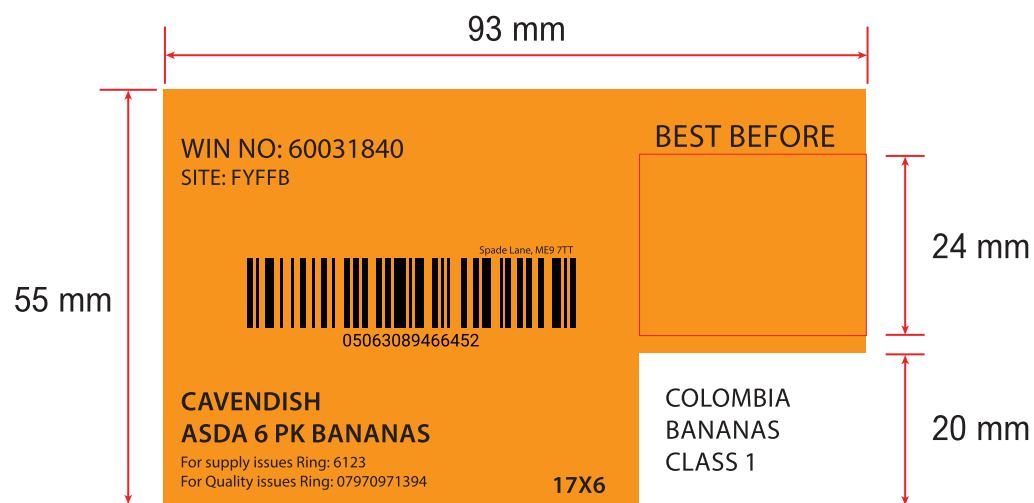 93 mm
BEST BEFORE
WIN NO: 60031840
SITE: FYFFB
24 mm
Spade Lane, ME9 7TT
55 mm
05063089466452
CAVENDISH
ASDA 6 PK BANANAS
For supply issues Ring: 6123
For Quality issues Ring: 07970971394
17X6
COLOMBIA
BANANAS
CLASS 1
20 mm